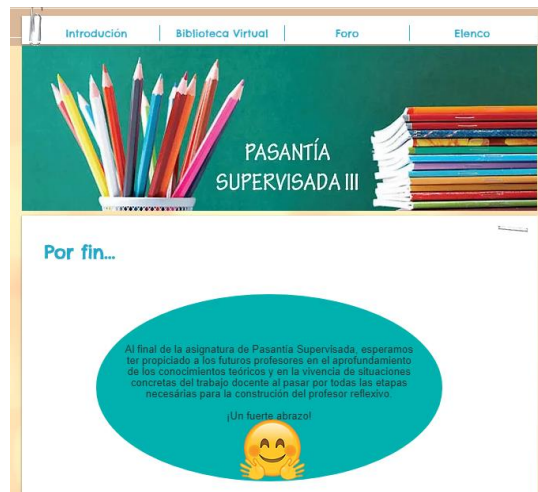 Introdución
Biblioteca Virtual
Foro
Elenco
PASANTÍA
SUPERVISADA III
Por fin...
Al final de la asignatura de Pasantía Supervisada, esperamos
ter propiciado a los futuros profesores en el aprofundamiento
de los conocimientos teóricos y en la vivencia de situaciones
concretas del trabajo docente al pasar por todas las etapas
necesárias para la construción del profesor reflexivo.
¡Un fuerte abrazo!